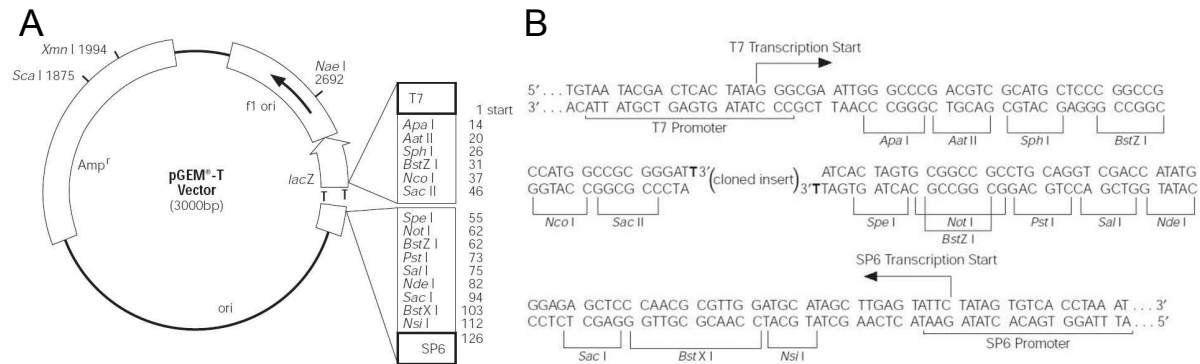 A
Xmn I 1994
Sca I 1875
Nae I
2692
f1 ori
Ampr
pGEM®-T
Vector
(3000bp)
lacZ
T T
ori
T7
1 start
Apa I 14
Aat II 20
Sph I 26
BstZ I 31
Nco I 37
Sac II 46
Spe I 55
Not I 62
BstZ I 62
Pst I 73
Sal I 75
Nde I 82
Sac I 94
BstX I 103
Nsi I 112
126
SP6
B
T7 Transcription Start
5′ . . . TGTAA TACGA CTCAC TATAG GGCGA ATTGG GCCCG ACGTC GCATG CTCCC GGCCG
3′ . . . ACATT ATGCT GAGTG ATATC CCGCT TAACC CGGGC TGCAG CGTAC GAGGG CCGGC
T7 Promoter
Apa I Aat II Sph I BstZ I
CCATGG GCCGC GGGATT3′ (cloned insert) ATCAC TAGTG CGGCC GCCTG CAGGT CGACC ATATG
GGTAC CGGCG CCCTA 3′TTAGTG ATCAC GCCGG CGGAC GTCCA GCTGG TATAC
Nco I Sac II Spe I Not I Pst I Sal I Nde I
BstZ I
SP6 Transcription Start
GGAGA GCTCC CAACG CGTTG GATGC ATAGC TTGAG TATTC TATAG TGTCA CCTAA AT . . . 3′
CCTCT CGAGG GTTGC GCAAC CTACG TATCG AACTC ATAAG ATATC ACAGT GGATT TA . . . 5′
SP6 Promoter
Sac I BstX I Nsi I